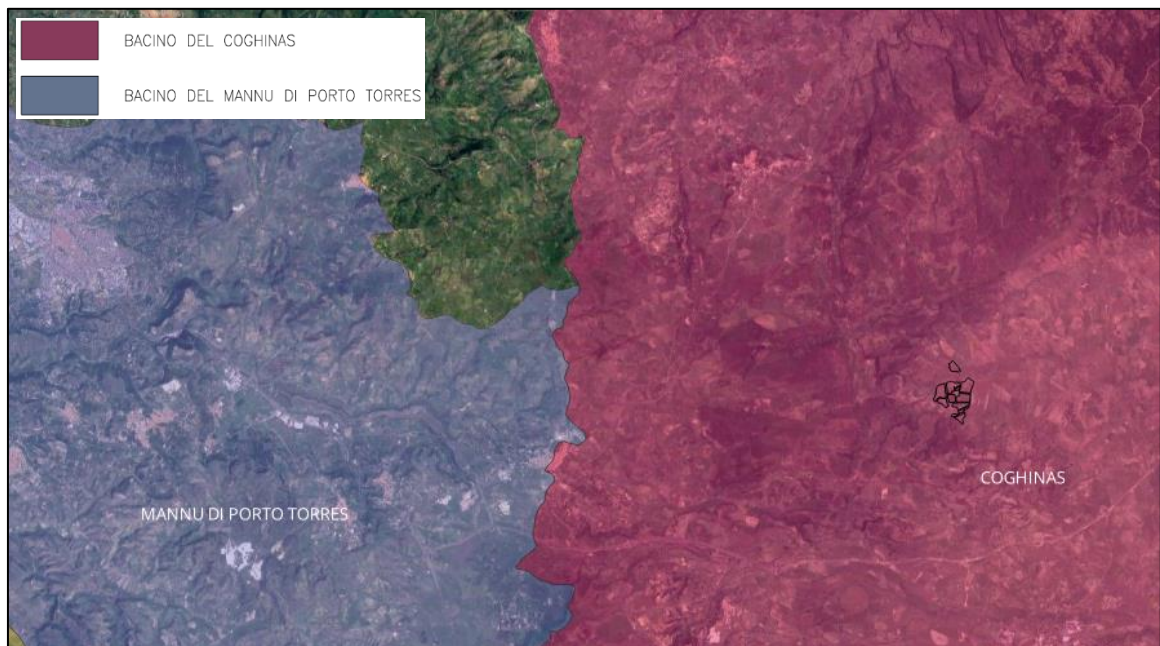 BACINO DEL COGHINAS
BACINO DEL MANNU DI PORTO TORRES
COGHINAS
MANNU DI PORTO TORRES